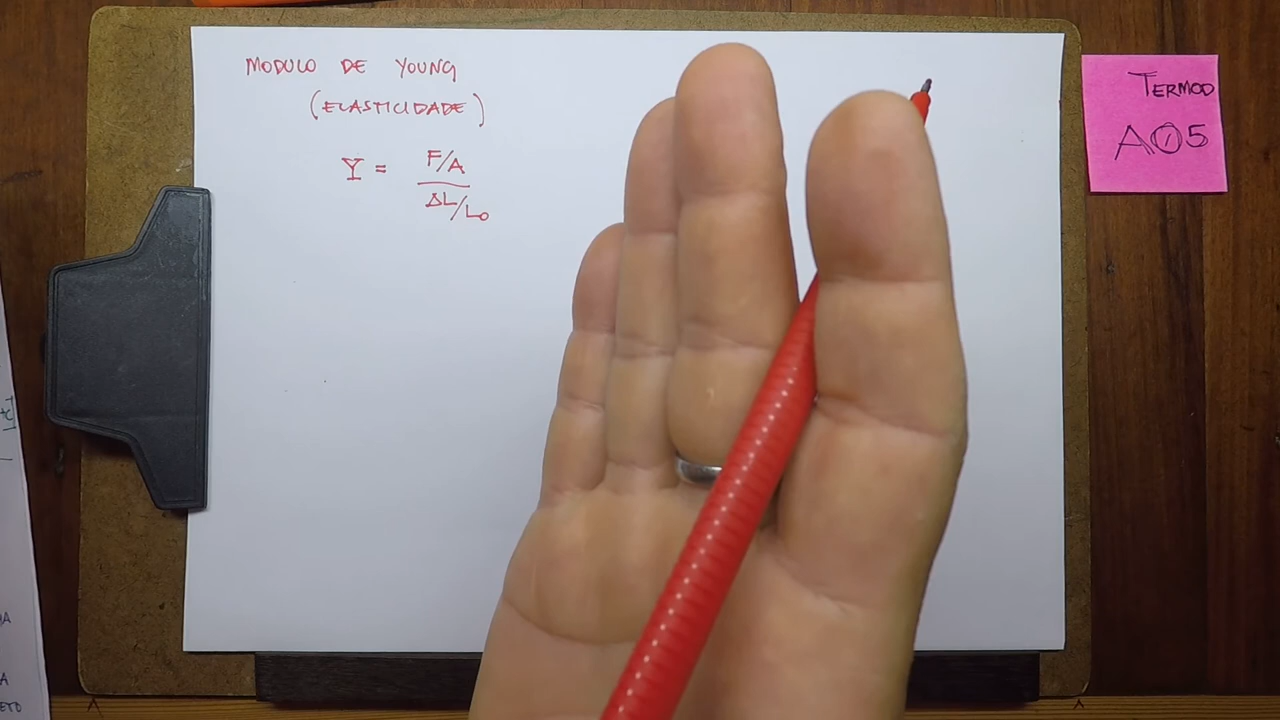 MODULO DE YOUNG
(ELASTICIDADE)
Y = F/A
ΔL/L0
TERMOD
A05